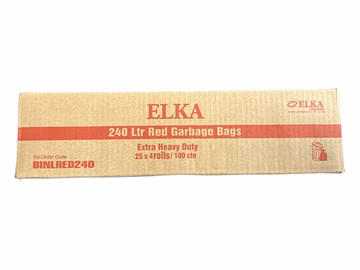 ELKA
240 Ltr Red Garbage Bags
Extra Heavy Duty
25 x 4rolls/ 100 ctn
Re-Order Code
BINLRED240
ELKA